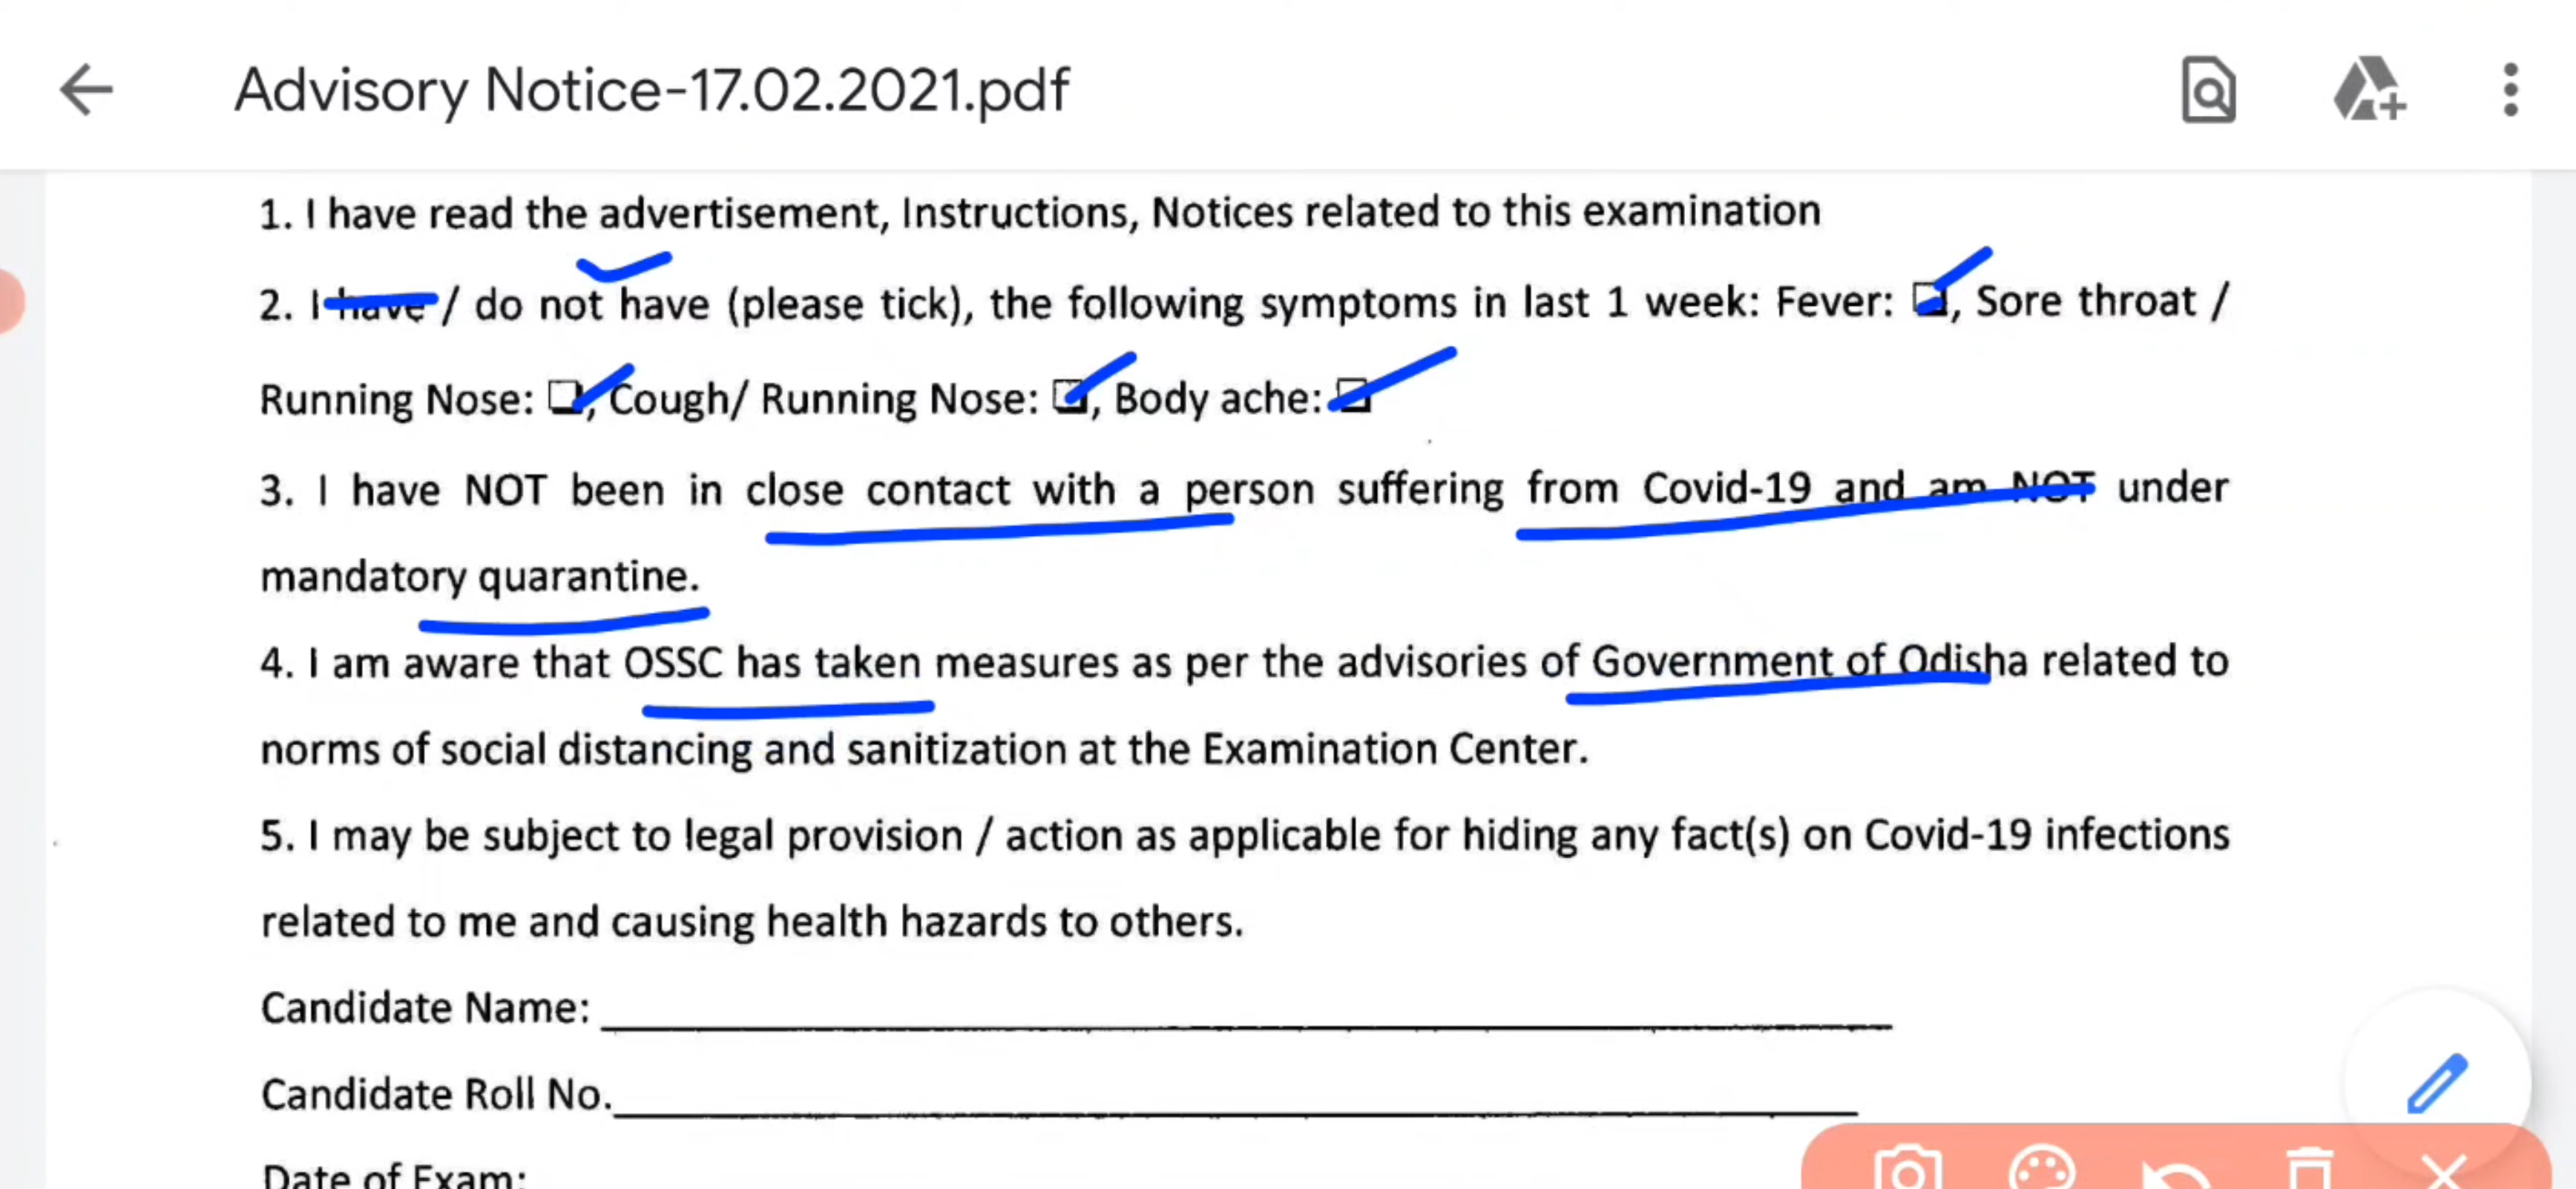 Advisory Notice-17.02.2021.pdf
1. I have read the advertisement, Instructions, Notices related to this examination
2. I have / do not have (please tick), the following symptoms in last 1 week: Fever: ❑, Sore throat /
Running Nose: ❑, Cough/ Running Nose: ❑, Body ache: ❑
3. I have NOT been in close contact with a person suffering from Covid-19 and am NOT under
mandatory quarantine.
4. I am aware that OSSC has taken measures as per the advisories of Government of Odisha related to
norms of social distancing and sanitization at the Examination Center.
5. I may be subject to legal provision / action as applicable for hiding any fact(s) on Covid-19 infections
related to me and causing health hazards to others.
Candidate Name:
Candidate Roll No.
Date of Exam: